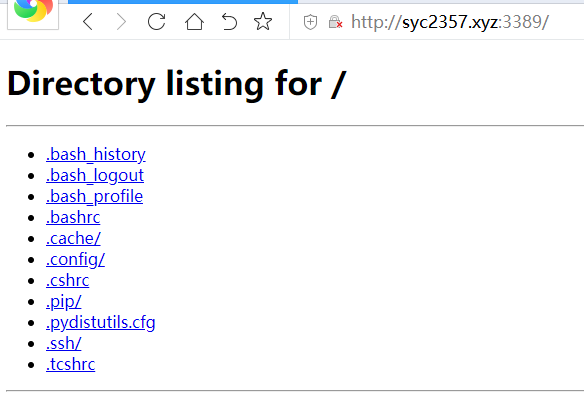 http://syc2357.xyz:3389/
Directory listing for /
.bash_history
.bash_logout
.bash_profile
.bashrc
.cache/
.config/
.cshrc
.pip/
.pydistutils.cfg
.ssh/
.tcshrc